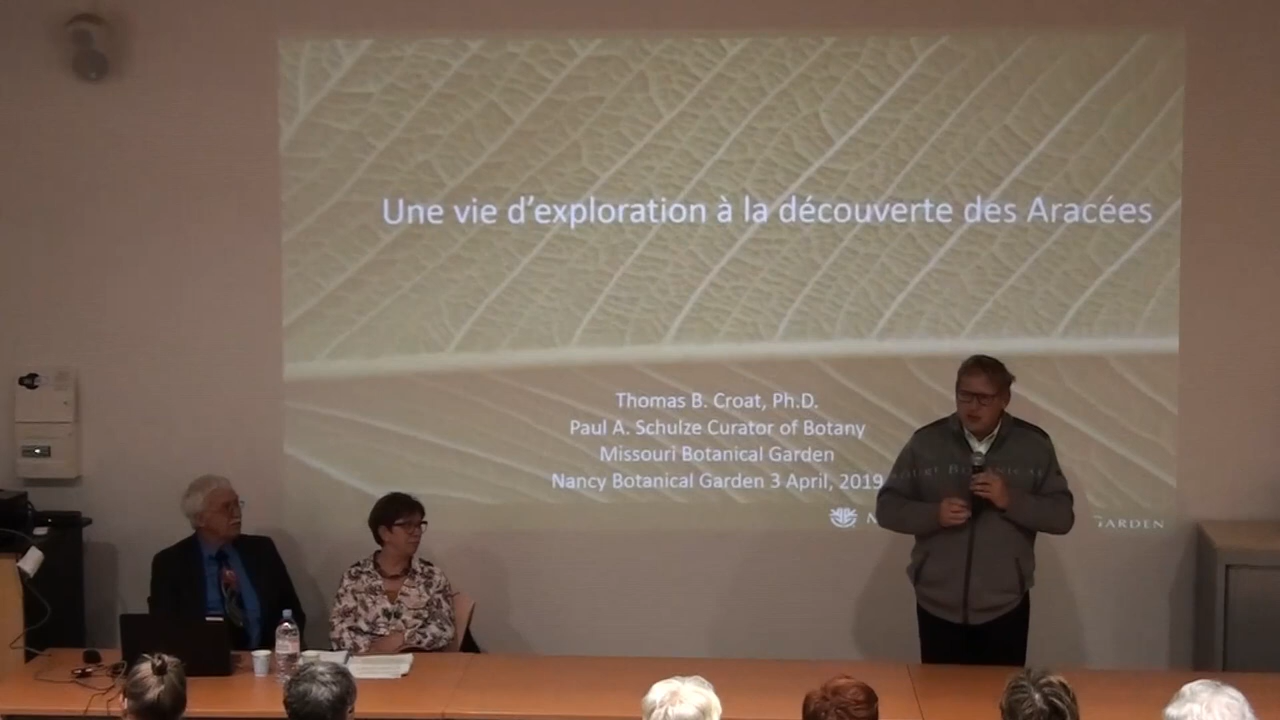 Une vie d'exploration à la découverte des Aracées
Thomas B. Croat, Ph.D.
Paul A. Schulze Curator of Botany
Missouri Botanical Garden
Nancy Botanical Garden 3 April, 2019